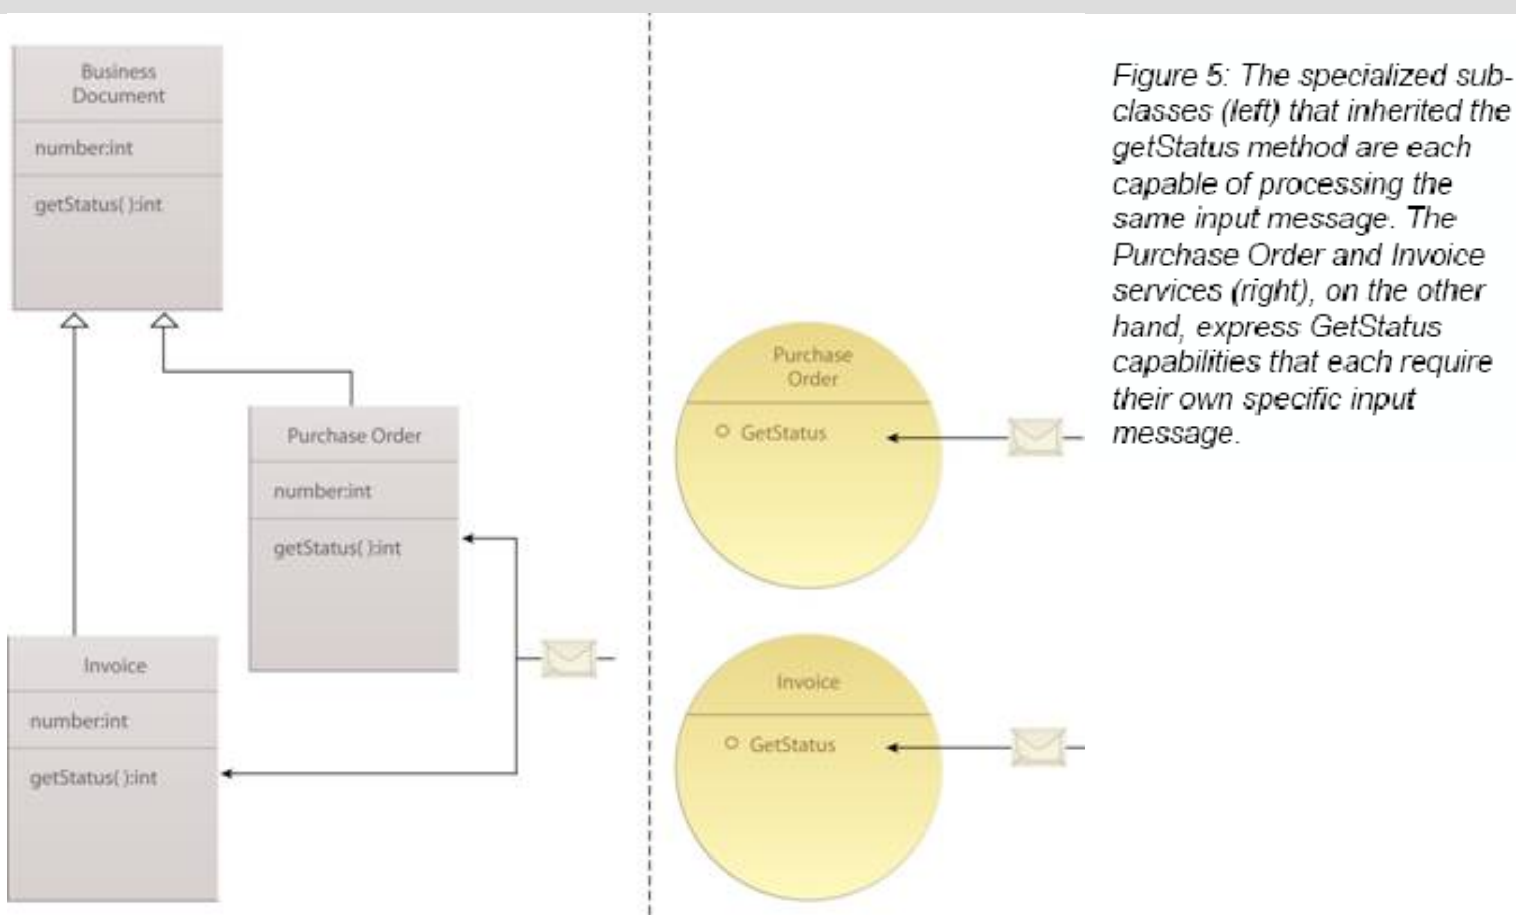 Business
Document
number:int
getStatus( ):int
Purchase Order
number:int
getStatus( ):int
Invoice
number:int
getStatus( ):int
Purchase
Order
GetStatus
Invoice
GetStatus
Figure 5: The specialized sub-
classes (left) that inherited the
getStatus method are each
capable of processing the
same input message. The
Purchase Order and Invoice
services (right), on the other
hand, express GetStatus
capabilities that each require
their own specific input
message.